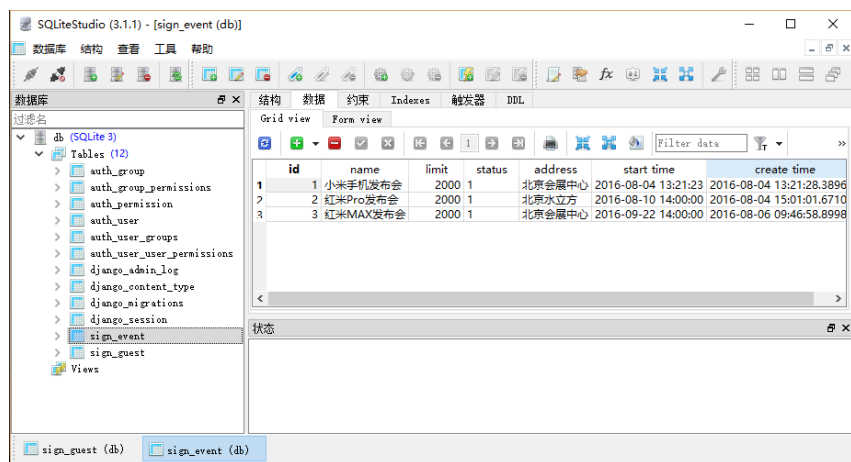 SQLiteStudio (3.1.1) - [sign_event (db)]
数据库 结构 查看 工具 帮助
数据库
过滤名
db (SQLite 3)
Tables (12)
auth_group
auth_group_permissions
auth_permission
auth_user
auth_user_groups
auth_user_user_permissions
django_admin_log
django_content_type
django_migrations
django_session
sign_event
sign_guest
Views
结构 数据 约束 Indexes 触发器 DDL
Grid view Form view
1 Filter data
id name limit status address start time create time
1 1 小米手机发布会 2000 1 北京会展中心 2016-08-04 13:21:23 2016-08-04 13:21:28.3896
2 2 红米Pro发布会 2000 1 北京水立方 2016-08-10 14:00:00 2016-08-04 15:01:01.6710
3 3 红米MAX发布会 2000 1 北京会展中心 2016-09-22 14:00:00 2016-08-06 09:46:58.8998
状态
sign_guest (db) sign_event (db)